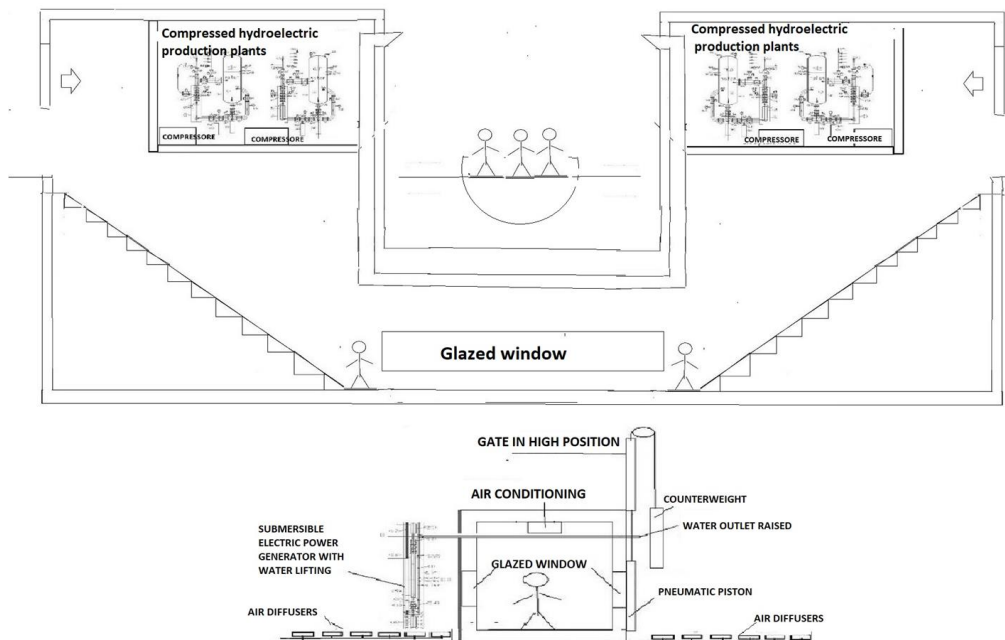 Compressed hydroelectric
production plants
Compressed hydroelectric
production plants
COMPRESSORE
COMPRESSORE
COMPRESSORE
COMPRESSORE
Glazed window
GATE IN HIGH POSITION
AIR CONDITIONING
COUNTERWEIGHT
WATER OUTLET RAISED
SUBMERSIBLE
ELECTRIC POWER
GENERATOR WITH
WATER LIFTING
GLAZED WINDOW
PNEUMATIC PISTON
AIR DIFFUSERS
AIR DIFFUSERS